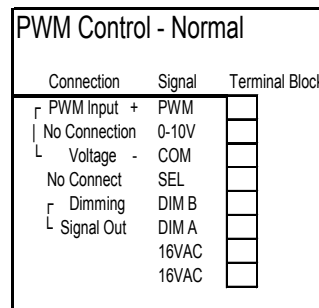 PWM Control - Normal
Connection Signal Terminal Block
PWM Input + PWM
No Connection 0-10V
Voltage - COM
No Connect SEL
Dimming DIM B
Signal Out DIM A
16VAC
16VAC